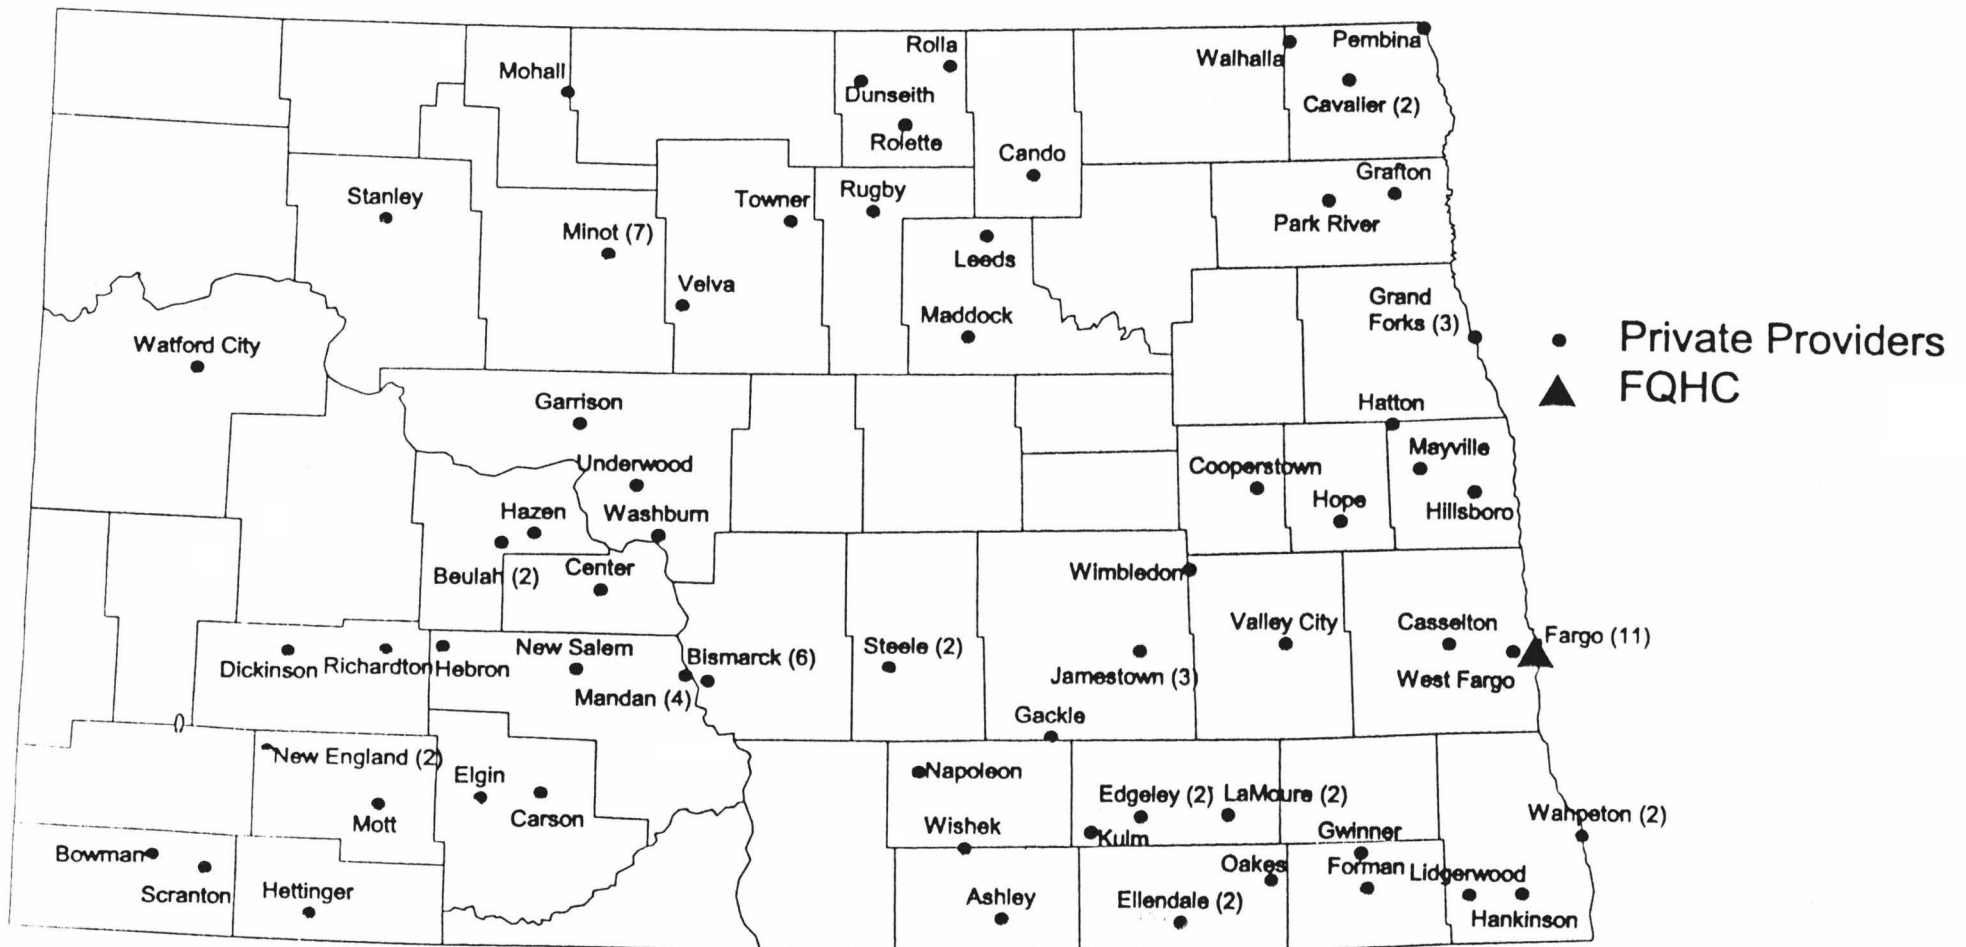 Rolla
Walhalla
Pembina
Mohall
Dunseith
Cavalier (2)
Rolette
Cando
Grafton
Stanley
Towner
Rugby
Park River
Minot (7)
Leeds
Velva
Grand
Forks (3)
Maddock
Watford City
Private Providers
FQHC
Garrison
Hatton
Mayville
Underwood
Cooperstown
Hope
Hazen
Washburn
Hillsboro
Beulah (2)
Center
Wimbledon
Valley City
Casselton
Fargo (11)
Dickinson
Richardton
Hebron
New Salem
Bismarck (6)
Steele (2)
Jamestown (3)
West Fargo
Mandan (4)
Gackle
New England (2)
Elgin
Napoleon
Edgeley (2)
LaMoure (2)
Mott
Carson
Wishek
Kulm
Gwinner
Wahpeton (2)
Bowman
Scranton
Hettinger
Oakes
Forman
Lidgerwood
Ashley
Ellendale (2)
Hankinson